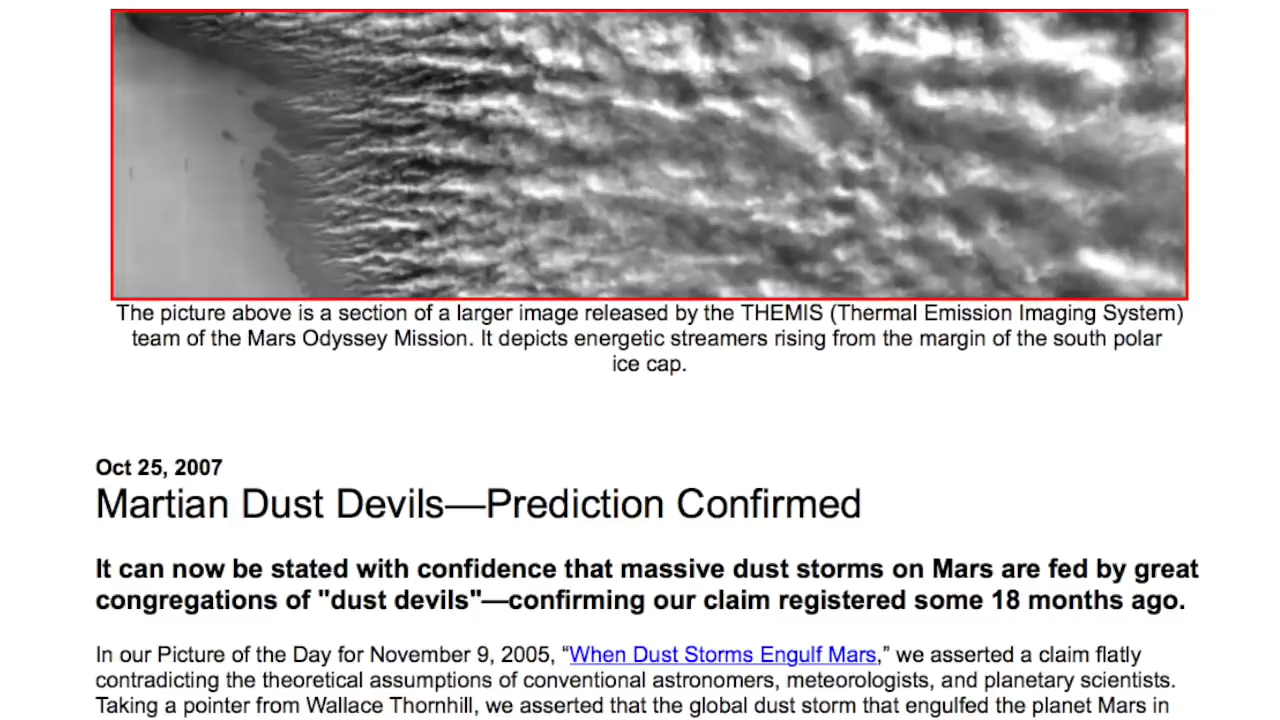 The picture above is a section of a larger image released by the THEMIS (Thermal Emission Imaging System)
team of the Mars Odyssey Mission. It depicts energetic streamers rising from the margin of the south polar
ice cap.
Oct 25, 2007
Martian Dust Devils—Prediction Confirmed
It can now be stated with confidence that massive dust storms on Mars are fed by great
congregations of "dust devils"—confirming our claim registered some 18 months ago.
In our Picture of the Day for November 9, 2005, “When Dust Storms Engulf Mars,” we asserted a claim flatly
contradicting the theoretical assumptions of conventional astronomers, meteorologists, and planetary scientists.
Taking a pointer from Wallace Thornhill, we asserted that the global dust storm that engulfed the planet Mars in